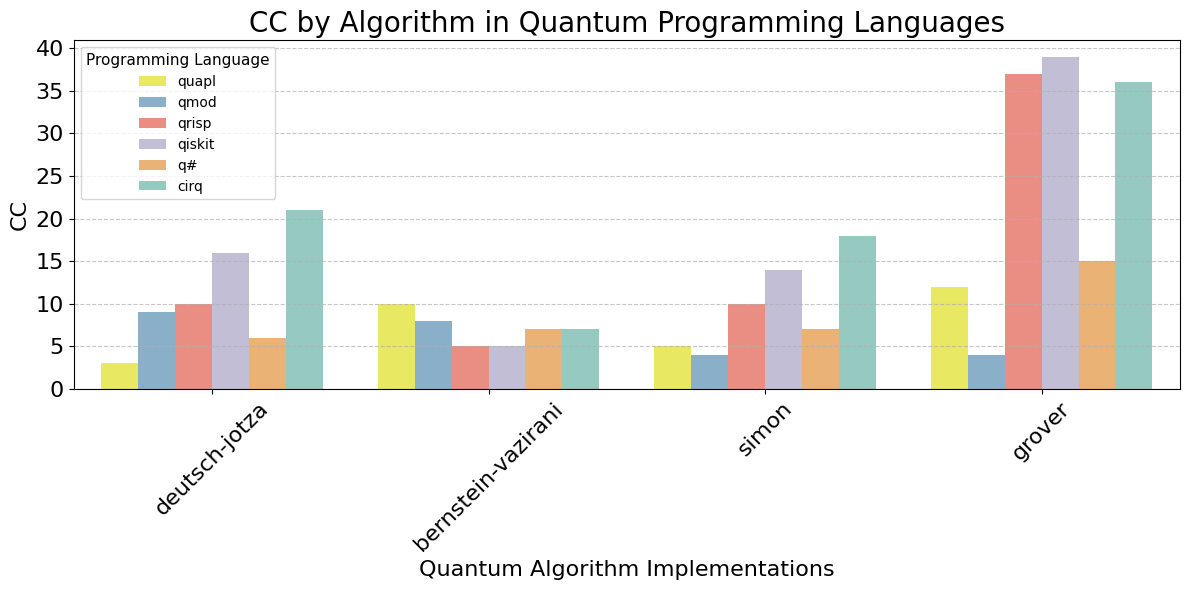 CC by Algorithm in Quantum Programming Languages
CC
40
35
30
25
20
15
10
5
0
Programming Language
quapl
qmod
qrisp
qiskit
q#
cirq
deutsch-jotza
bernstein-vazirani
simon
grover
Quantum Algorithm Implementations